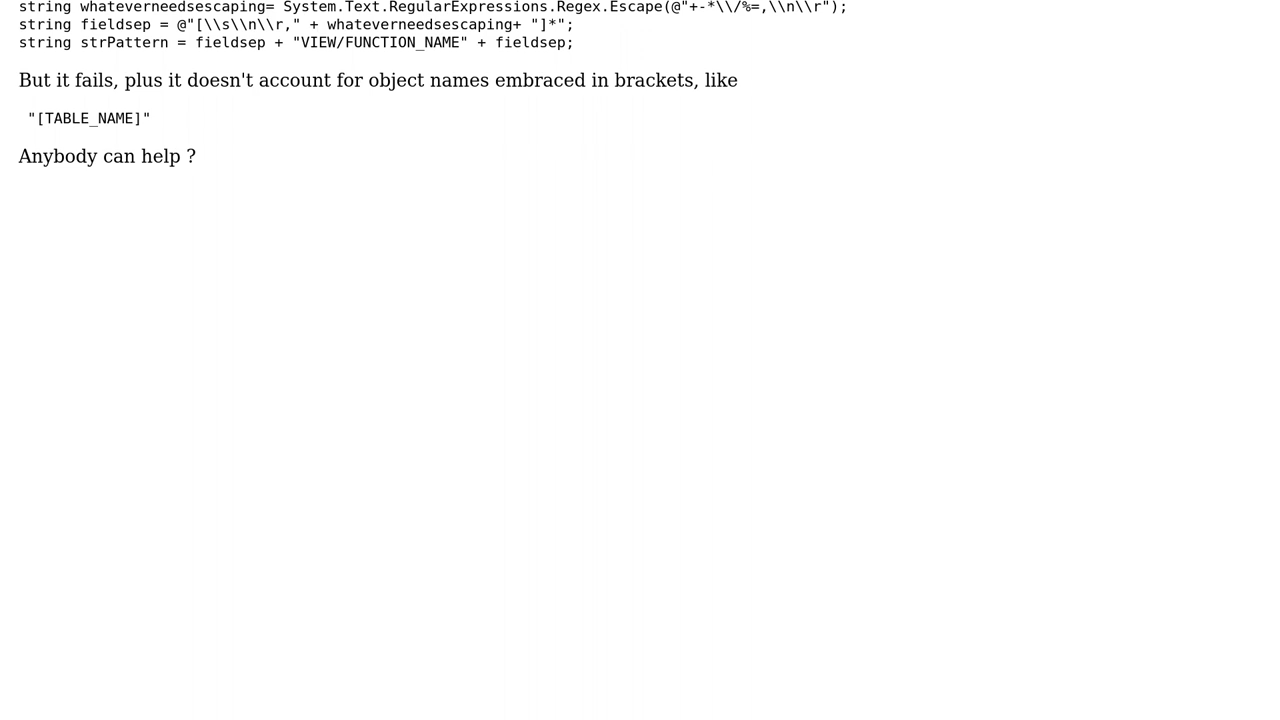 string whateverneedsescaping= System.Text.RegularExpressions.Regex.Escape(@"+-*\\/%=,\\n\\r");
string fieldsep = @"[\\s\\n\\r," + whateverneedsescaping+ "]*";
string strPattern = fieldsep + "VIEW/FUNCTION_NAME" + fieldsep;
But it fails, plus it doesn't account for object names embraced in brackets, like
"[TABLE_NAME]"
Anybody can help ?